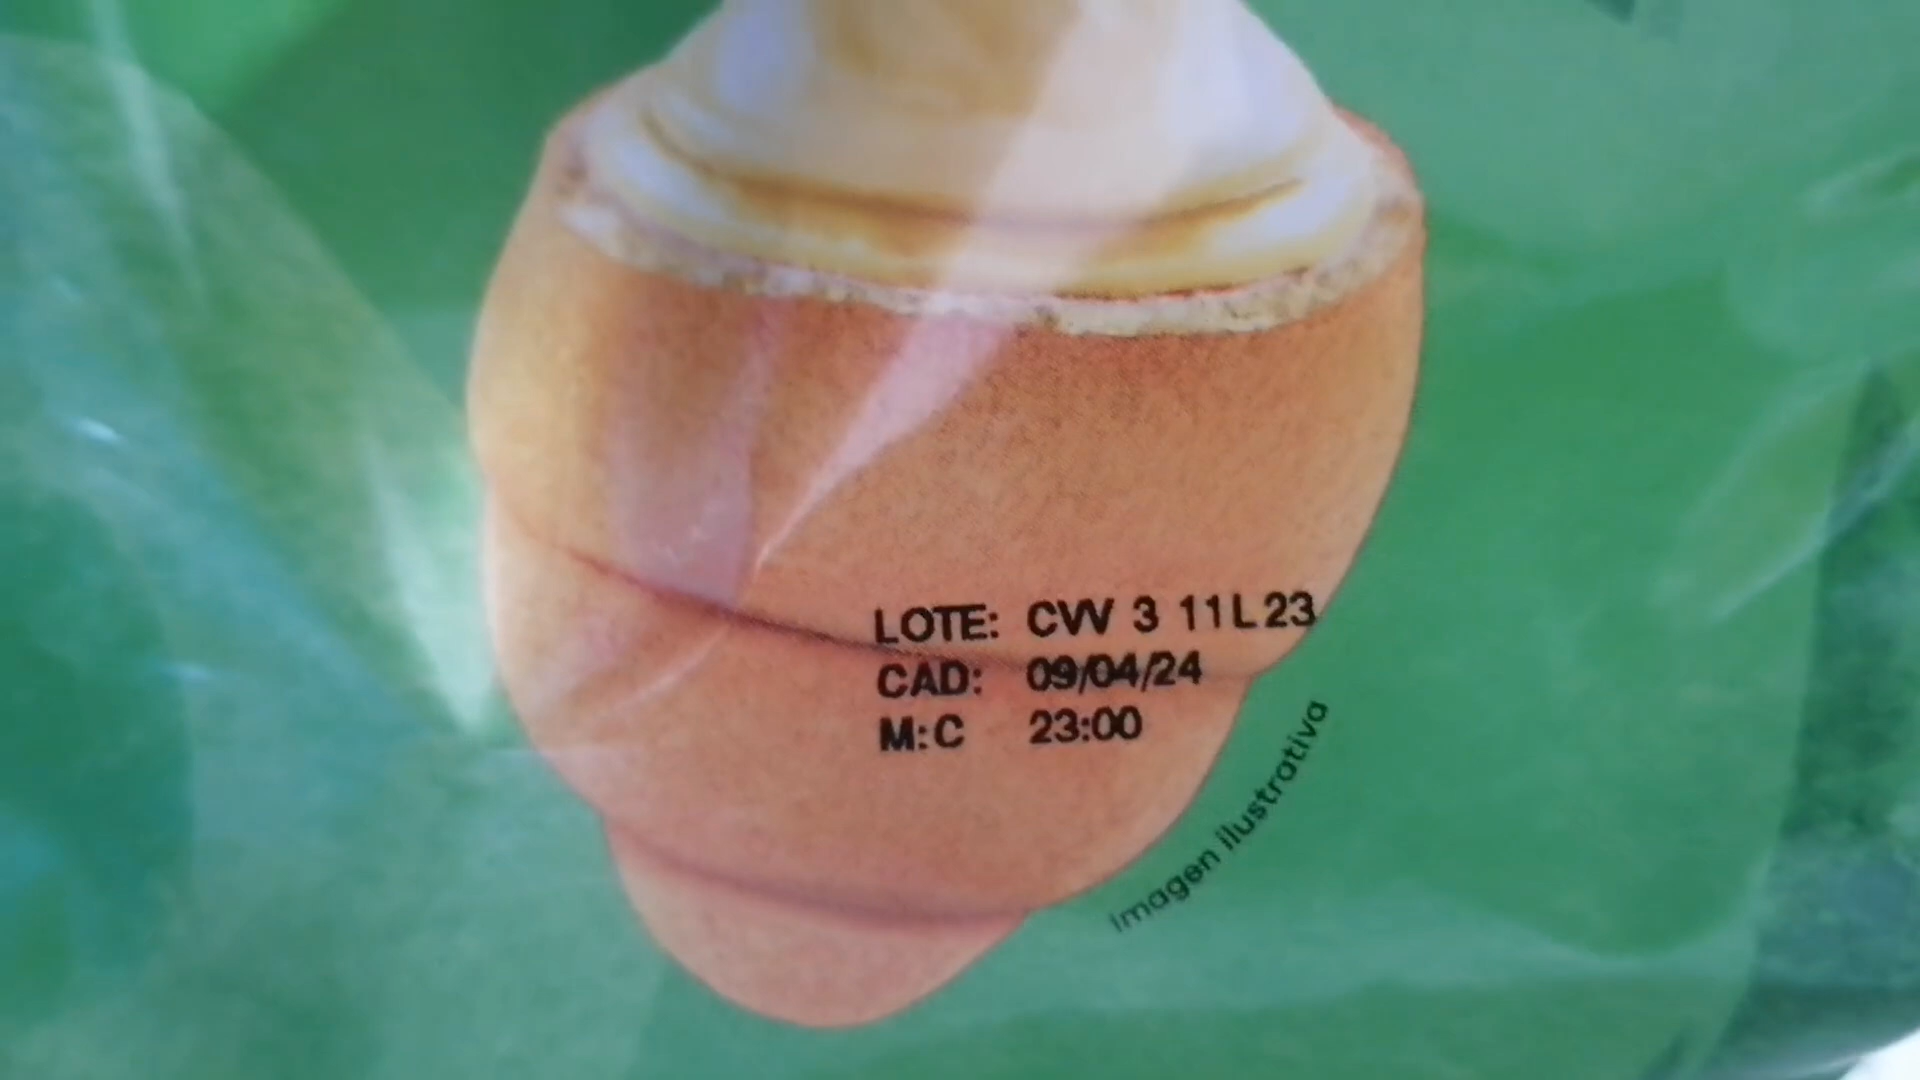 LOTE: CVV 3 11L23
CAD: 09/04/24
M:C 23:00
Imagen ilustrativa